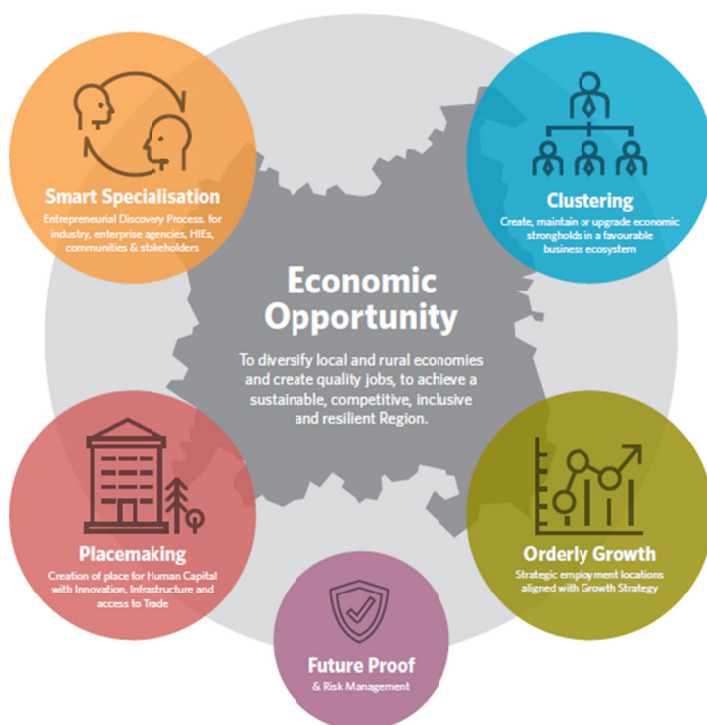 Smart Specialisation
Entrepreneurial Discovery Process. for
industry, enterprise agencies, HIEs,
communities & stakeholders
Clustering
Create, maintain or upgrade economic
strongholds in a favourable
business ecosystem
Economic
Opportunity
To diversify local and rural economies
and create quality jobs, to achieve a
sustainable, competitive, inclusive
and resilient Region.
Placemaking
Creation of place for Human Capital
with Innovation, Infrastructure and
access to Trade
Orderly Growth
Strategic employment locations
aligned with Growth Strategy
Future Proof
& Risk Management